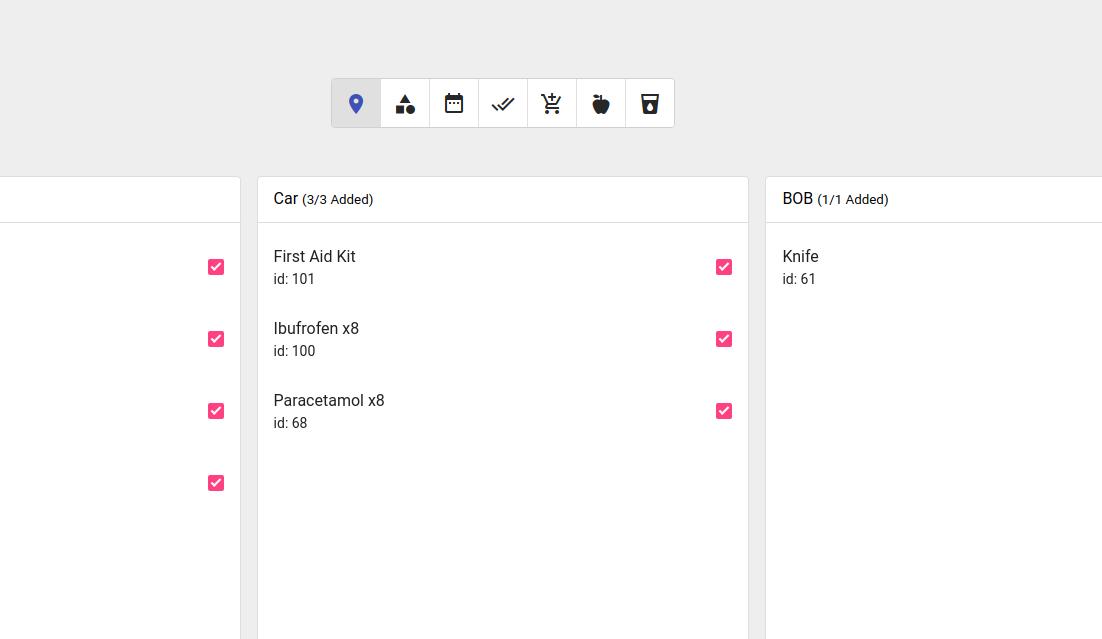 Car (3/3 Added)
First Aid Kit
id: 101
Ibufrofen x8
id: 100
Paracetamol x8
id: 68
BOB (1/1 Added)
Knife
id: 61